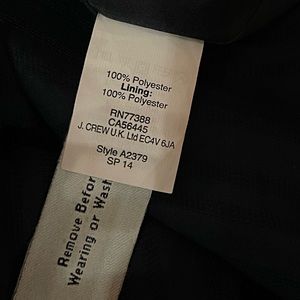 100% Polyester
Lining:
100% Polyester
RN77388
CA56445
J. CREW U.K. Ltd EC4V 6JA
Style A2379
SP 14
Remove Before
Wearing or Wash